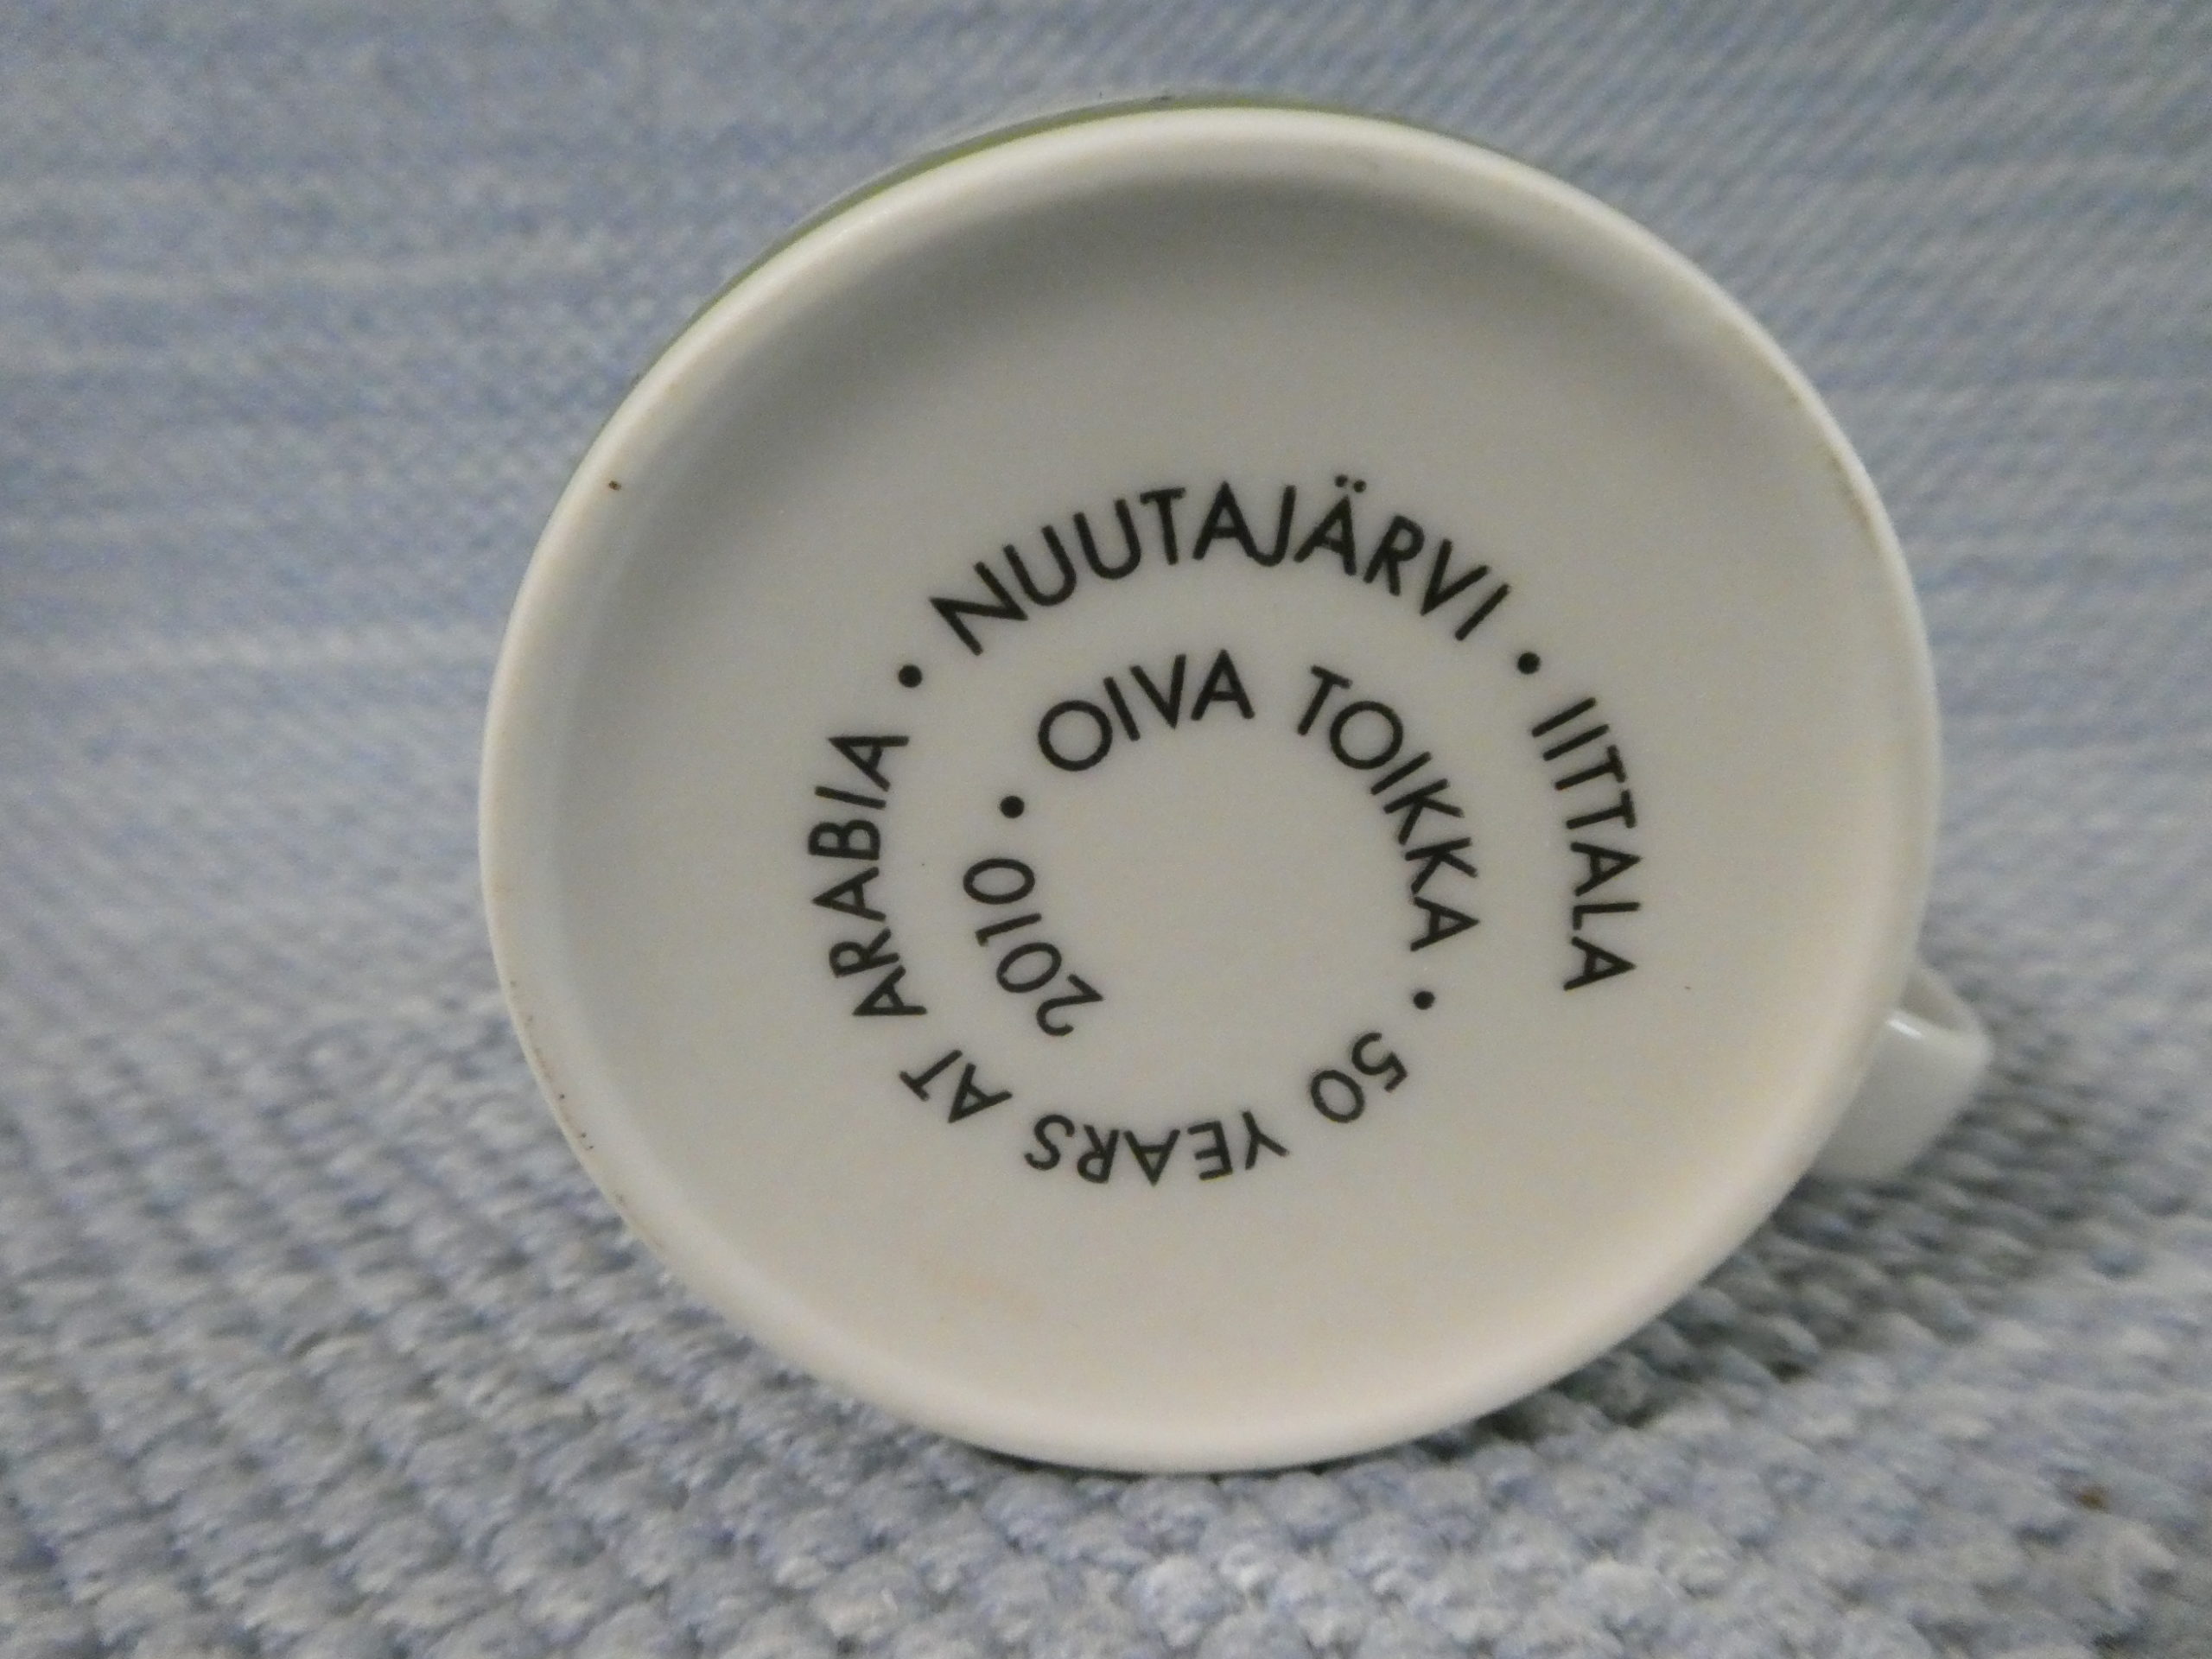 2010 • OIVA TOIKKA • 50 YEARS AT ARABIA • NUUTAJÄRVI • IITTALA